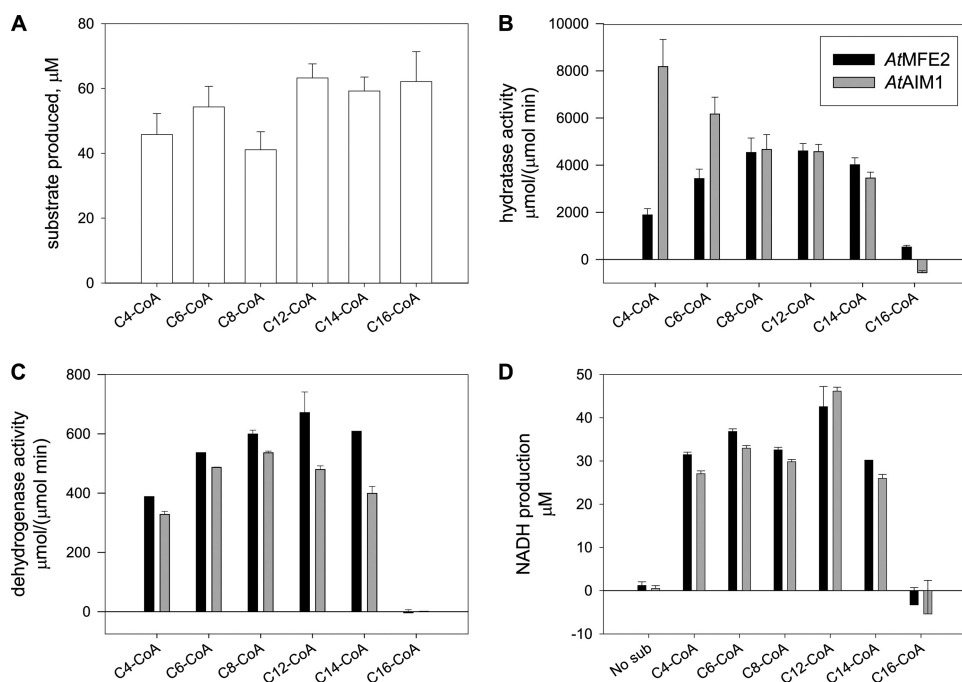 A
substrate produced, μM
80
60
40
20
0
C4-CoA
C6-CoA
C8-CoA
C12-CoA
C14-CoA
C16-CoA
B
hydratase activity
μmol/(μmol min)
10000
8000
6000
4000
2000
0
AtMFE2
AtAIM1
C4-CoA
C6-CoA
C8-CoA
C12-CoA
C14-CoA
C16-CoA
C
dehydrogenase activity
μmol/(μmol min)
800
600
400
200
0
C4-CoA
C6-CoA
C8-CoA
C12-CoA
C14-CoA
C16-CoA
D
NADH production
μM
50
40
30
20
10
0
-10
No sub
C4-CoA
C6-CoA
C8-CoA
C12-CoA
C14-CoA
C16-CoA